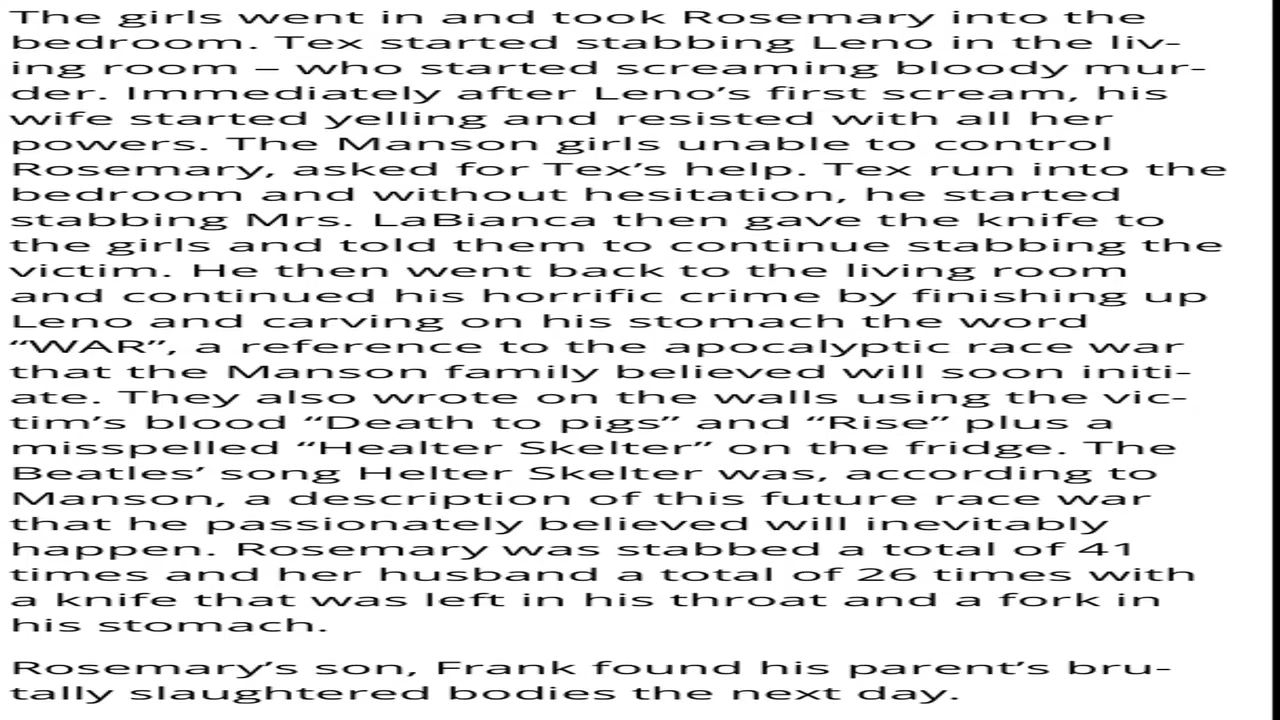 The girls went in and took Rosemary into the
bedroom. Tex started stabbing Leno in the liv-
ing room – who started screaming bloody mur-
der. Immediately after Leno’s first scream, his
wife started yelling and resisted with all her
powers. The Manson girls unable to control
Rosemary, asked for Tex’s help. Tex run into the
bedroom and without hesitation, he started
stabbing Mrs. LaBianca then gave the knife to
the girls and told them to continue stabbing the
victim. He then went back to the living room
and continued his horrific crime by finishing up
Leno and carving on his stomach the word
“WAR”, a reference to the apocalyptic race war
that the Manson family believed will soon initi-
ate. They also wrote on the walls using the vic-
tim’s blood “Death to pigs” and “Rise” plus a
misspelled “Healter Skelter” on the fridge. The
Beatles’ song Helter Skelter was, according to
Manson, a description of this future race war
that he passionately believed will inevitably
happen. Rosemary was stabbed a total of 41
times and her husband a total of 26 times with
a knife that was left in his throat and a fork in
his stomach.
Rosemary’s son, Frank found his parent’s bru-
tally slaughtered bodies the next day.